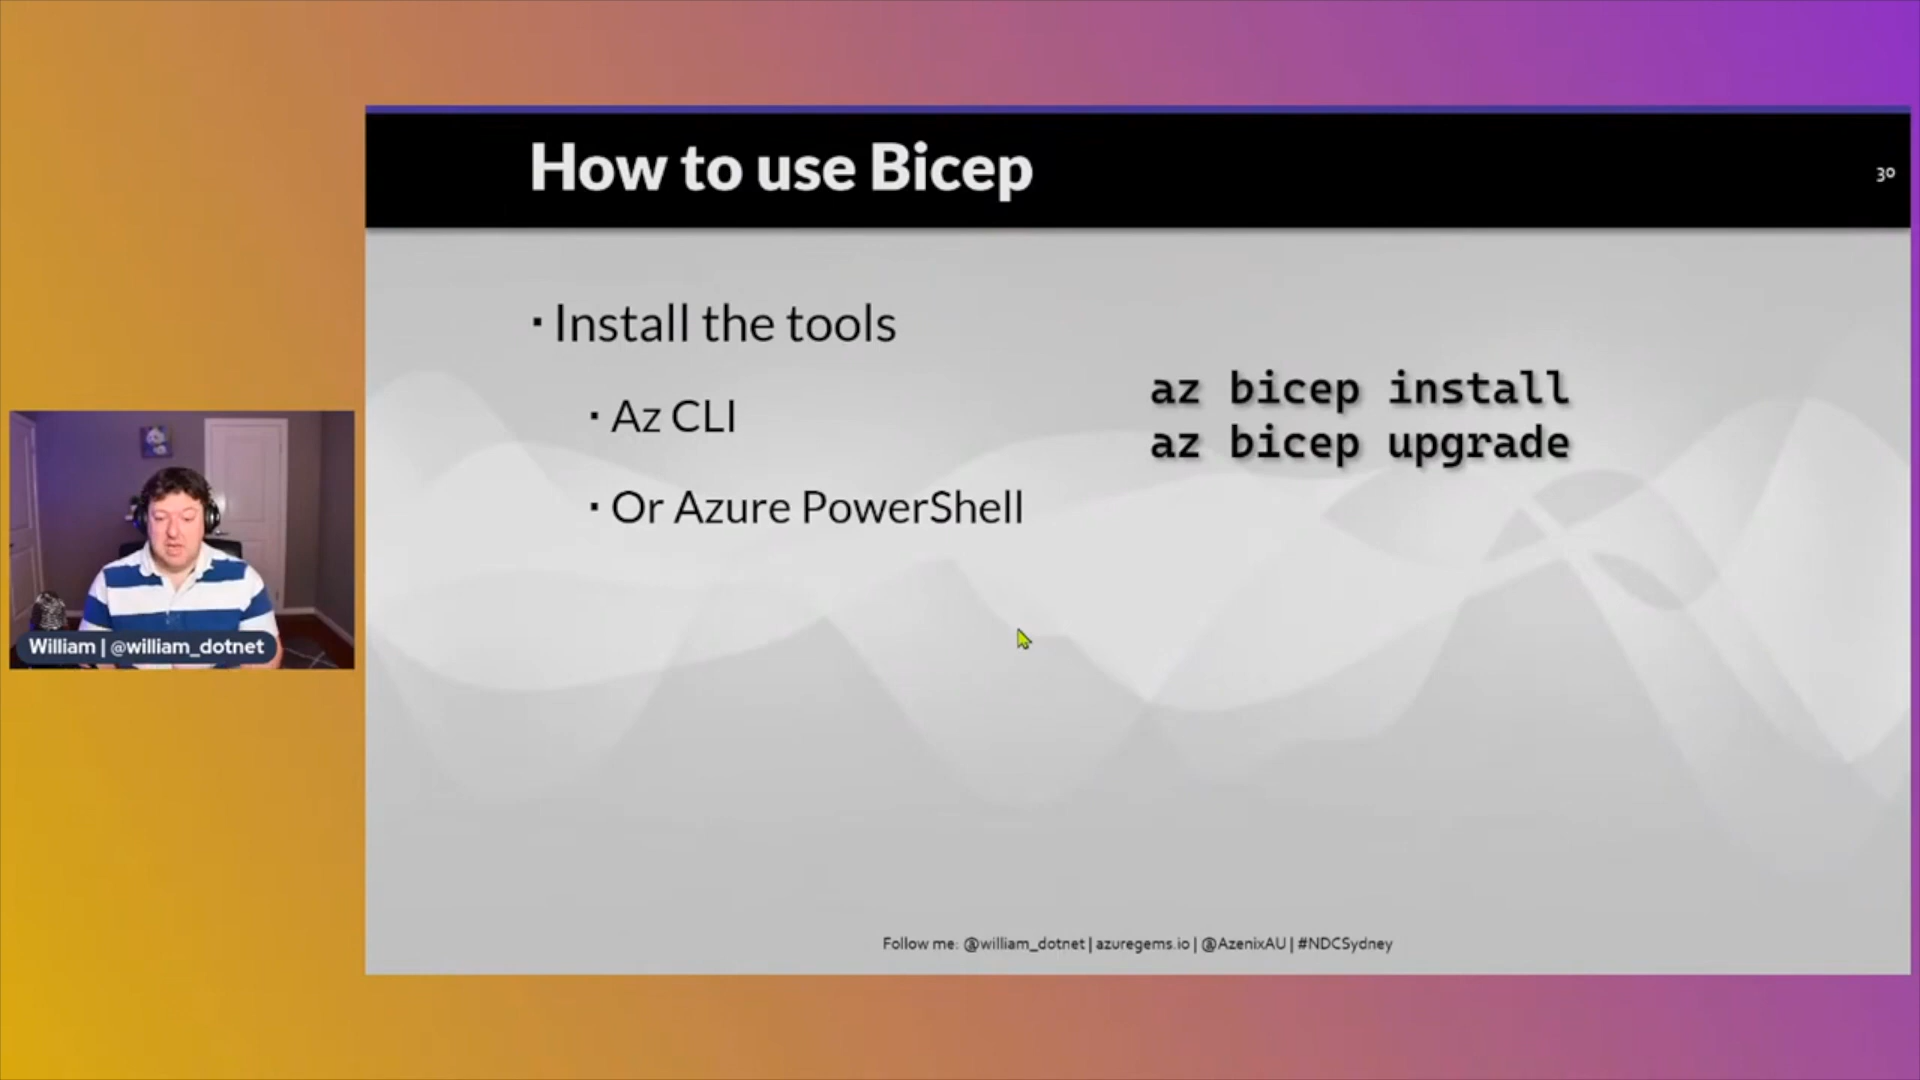 How to use Bicep
30
▪ Install the tools
▪ Az CLI
▪ Or Azure PowerShell
az bicep install
az bicep upgrade
William | @william_dotnet
Follow me: @william_dotnet | azuregems.io | @AzenixAU | #NDCSydney